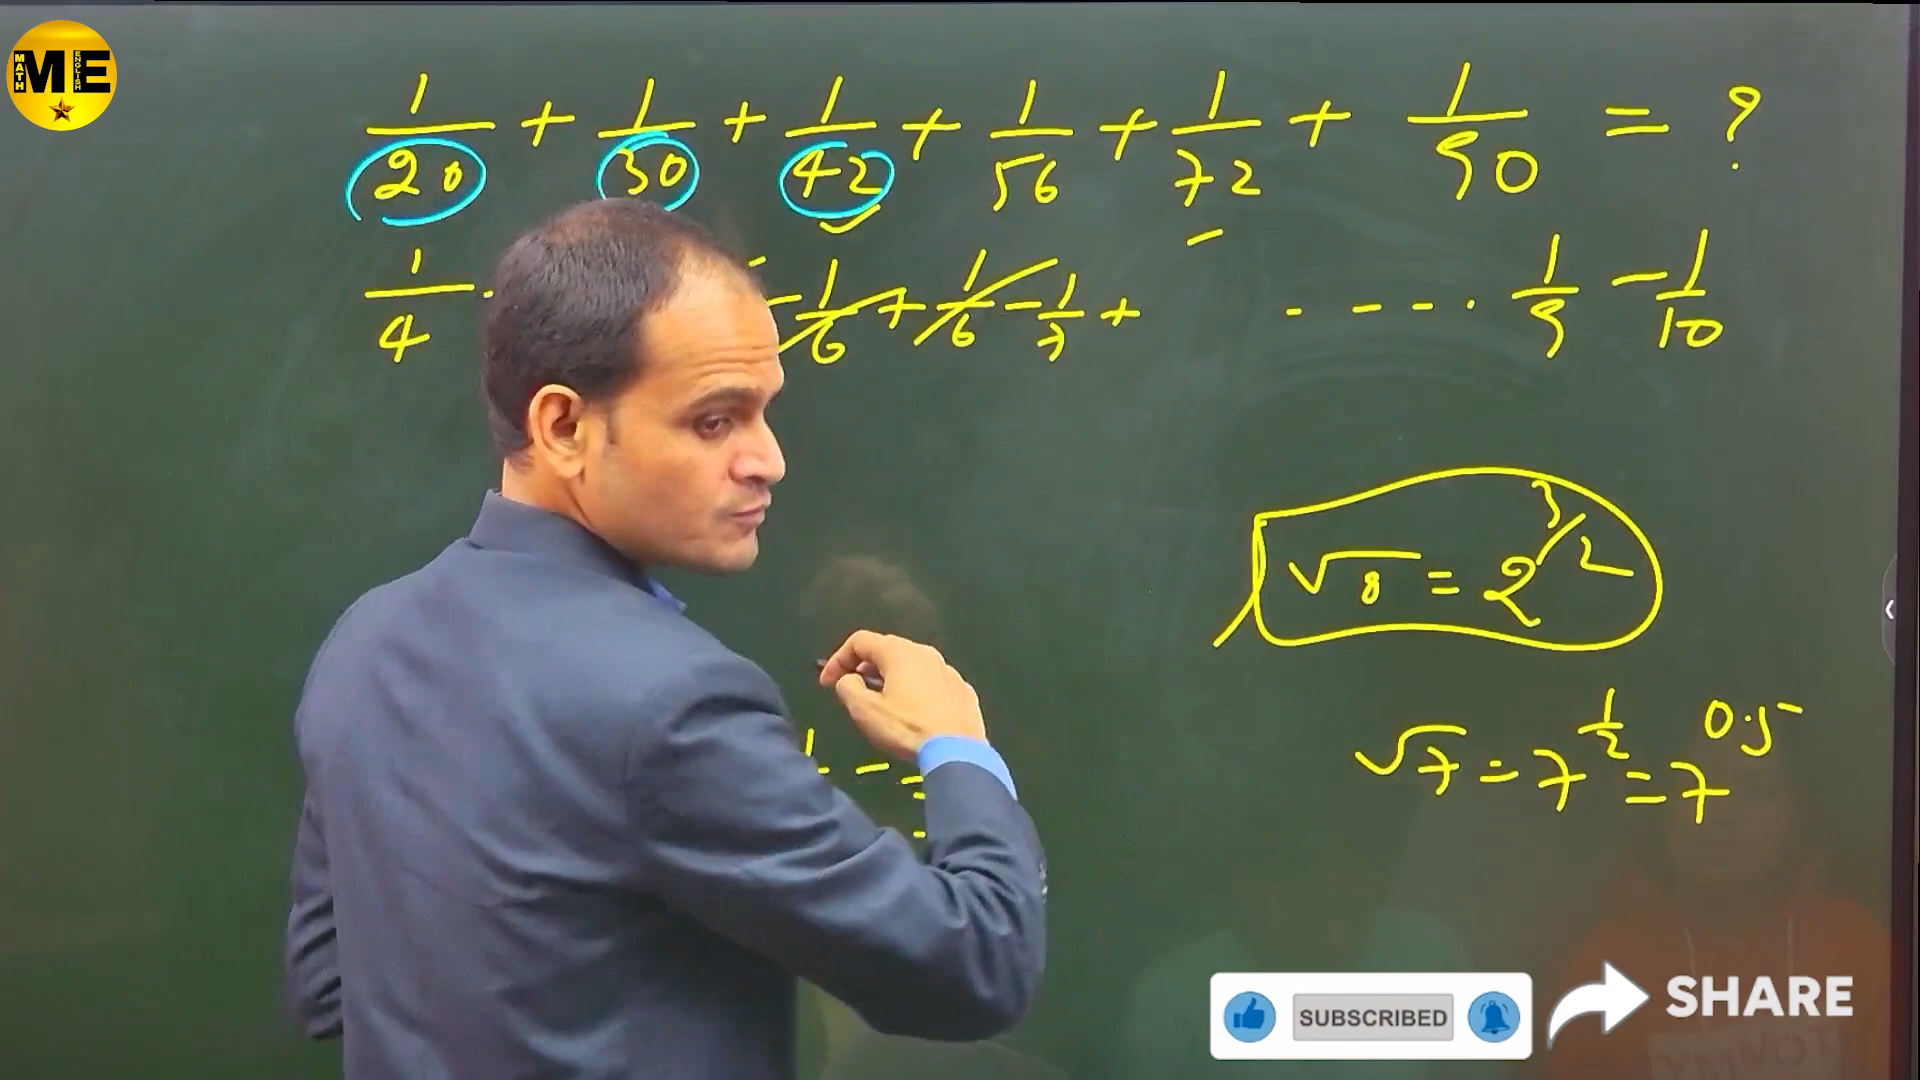 MATH ME ENGLISH
1/20 + 1/30 + 1/42 + 1/56 + 1/72 + 1/90 = ?
1/4 - 1/6 + 1/6 - 1/7 + - - - - . 1/9 - 1/10
√8 = 2^3/2
√7 = 7^1/2 = 7^0.5
SUBSCRIBED
SHARE